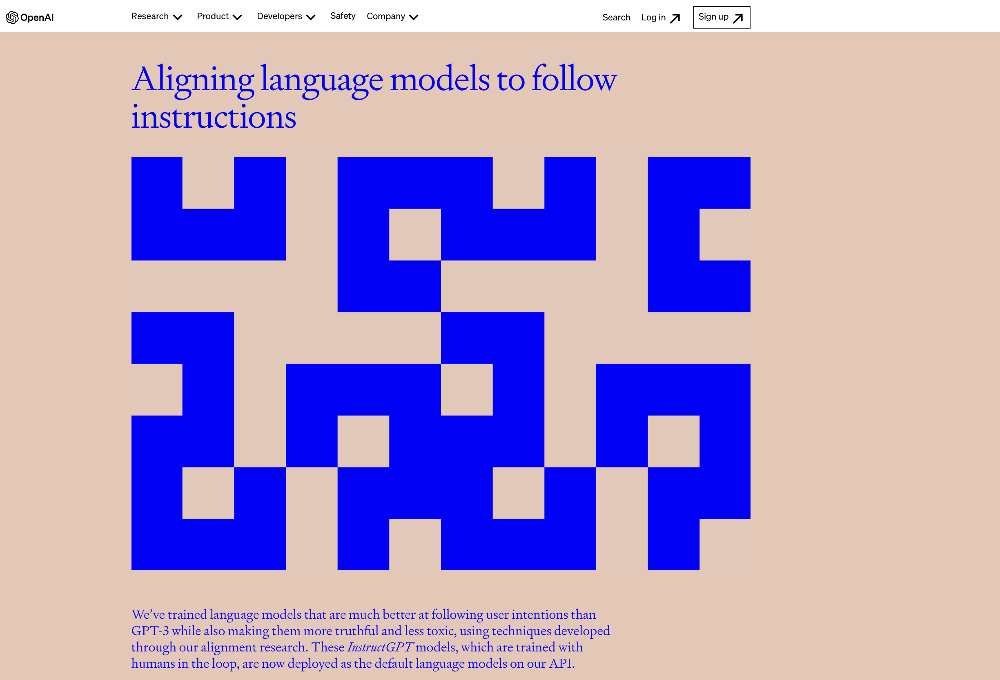 OpenAI
Research
Product
Developers
Safety
Company
Search
Log in
Sign up
Aligning language models to follow
instructions
We’ve trained language models that are much better at following user intentions than
GPT-3 while also making them more truthful and less toxic, using techniques developed
through our alignment research. These InstructGPT models, which are trained with
humans in the loop, are now deployed as the default language models on our API.